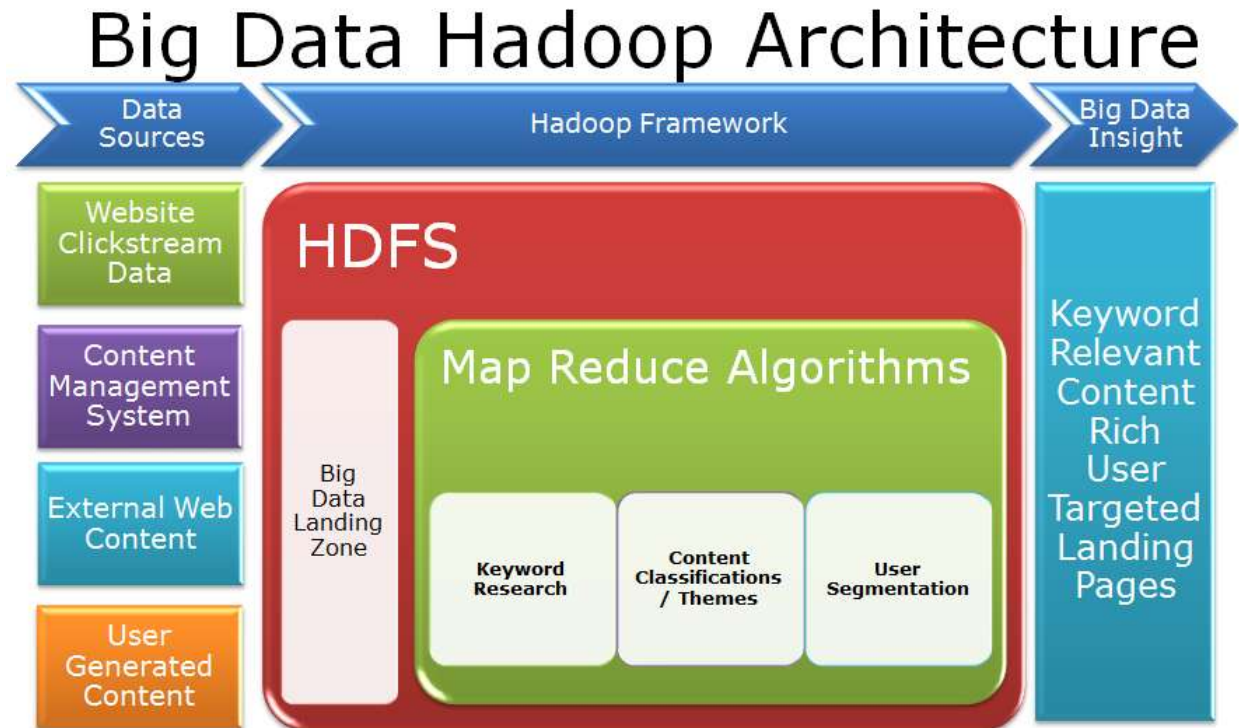 Big Data Hadoop Architecture
Data
Sources
Hadoop Framework
Big Data
Insight
Website
Clickstream
Data
Content
Management
System
External Web
Content
User
Generated
Content
HDFS
Big
Data
Landing
Zone
Map Reduce Algorithms
Keyword
Research
Content
Classifications
/ Themes
User
Segmentation
Keyword
Relevant
Content
Rich
User
Targeted
Landing
Pages